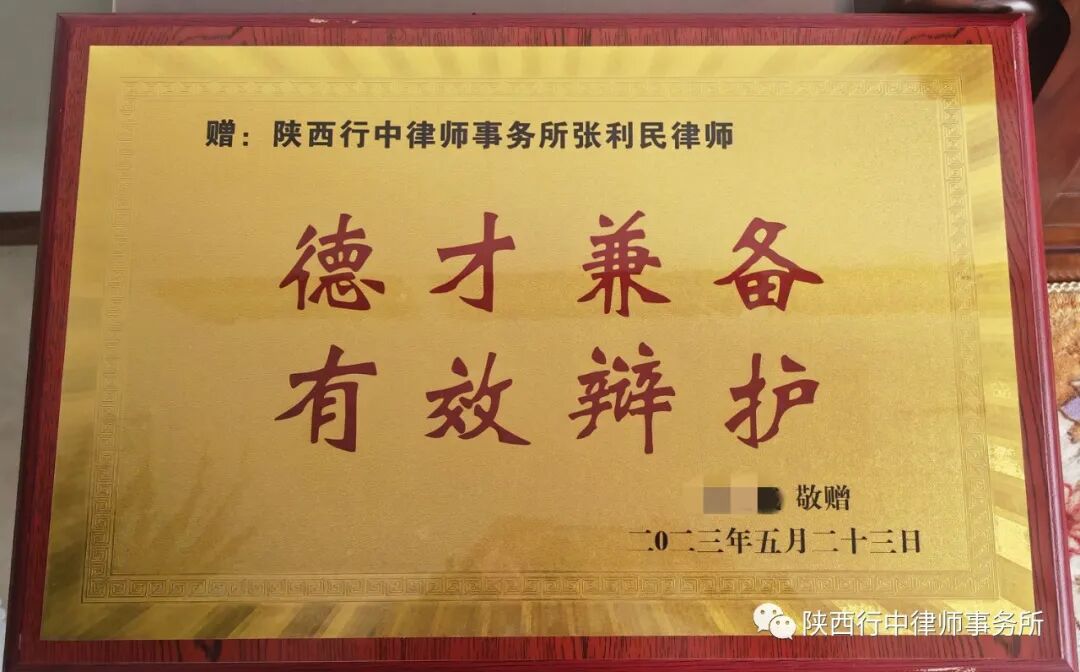 赠：陕西行中律师事务所张利民律师
德才兼备
有效辩护
敬赠
二0二三年五月二十三日
陕西行中律师事务所